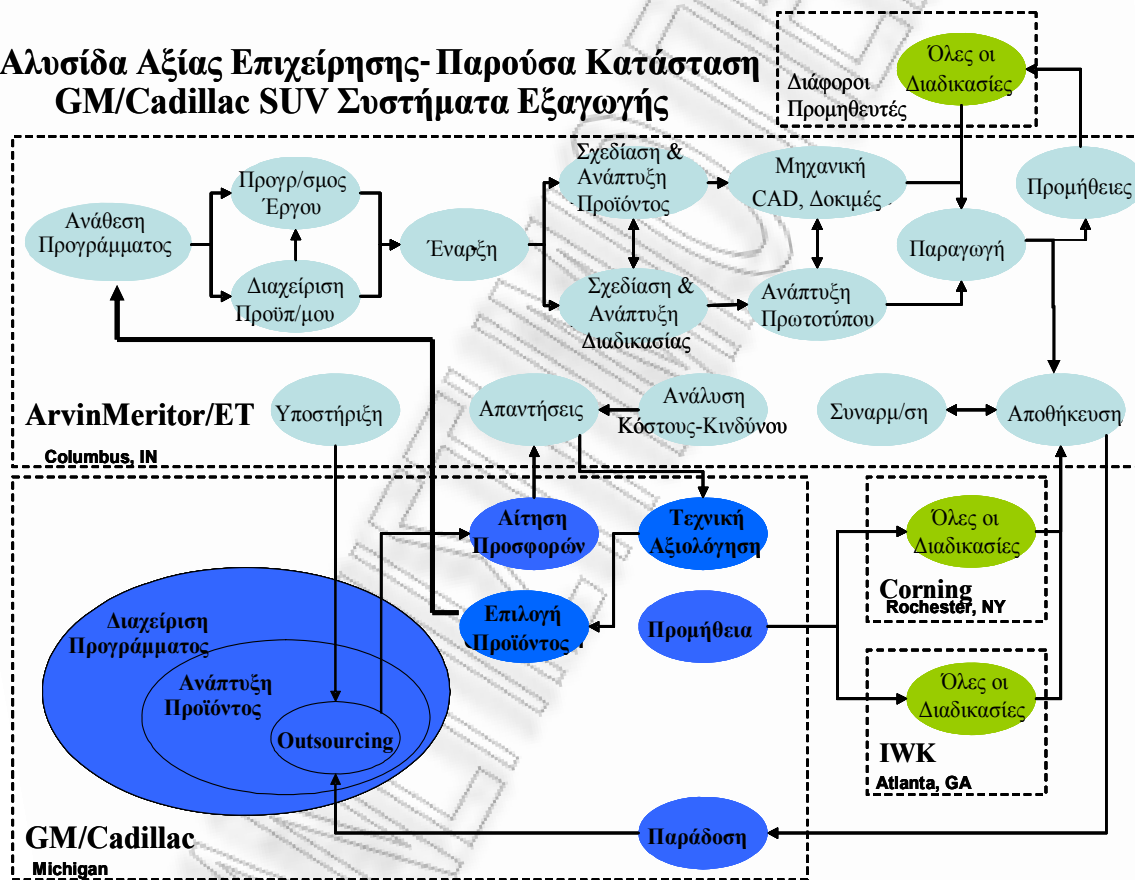 Αλυσίδα Αξίας Επιχείρησης- Παρούσα Κατάσταση
GM/Cadillac SUV Συστήματα Εξαγωγής
Διάφοροι
Προμηθευτές
Όλες οι
Διαδικασίες
Ανάθεση
Προγράμματος
Προγρ/σμος
Έργου
Διαχείριση
Προϋπ/μου
Έναρξη
Σχεδίαση &
Ανάπτυξη
Προϊόντος
Σχεδίαση &
Ανάπτυξη
Διαδικασίας
Μηχανική
CAD, Δοκιμές
Ανάπτυξη
Πρωτοτύπου
Παραγωγή
Προμήθειες
ArvinMeritor/ET
Columbus, IN
Υποστήριξη
Απαντήσεις
Ανάλυση
Κόστους-Κινδύνου
Συναρμ/ση
Αποθήκευση
Αίτηση
Προσφορών
Τεχνική
Αξιολόγηση
Επιλογή
Προϊόντος
Προμήθεια
Όλες οι
Διαδικασίες
Corning
Rochester, NY
Όλες οι
Διαδικασίες
IWK
Atlanta, GA
Διαχείριση
Προγράμματος
Ανάπτυξη
Προϊόντος
Outsourcing
Παράδοση
GM/Cadillac
Michigan